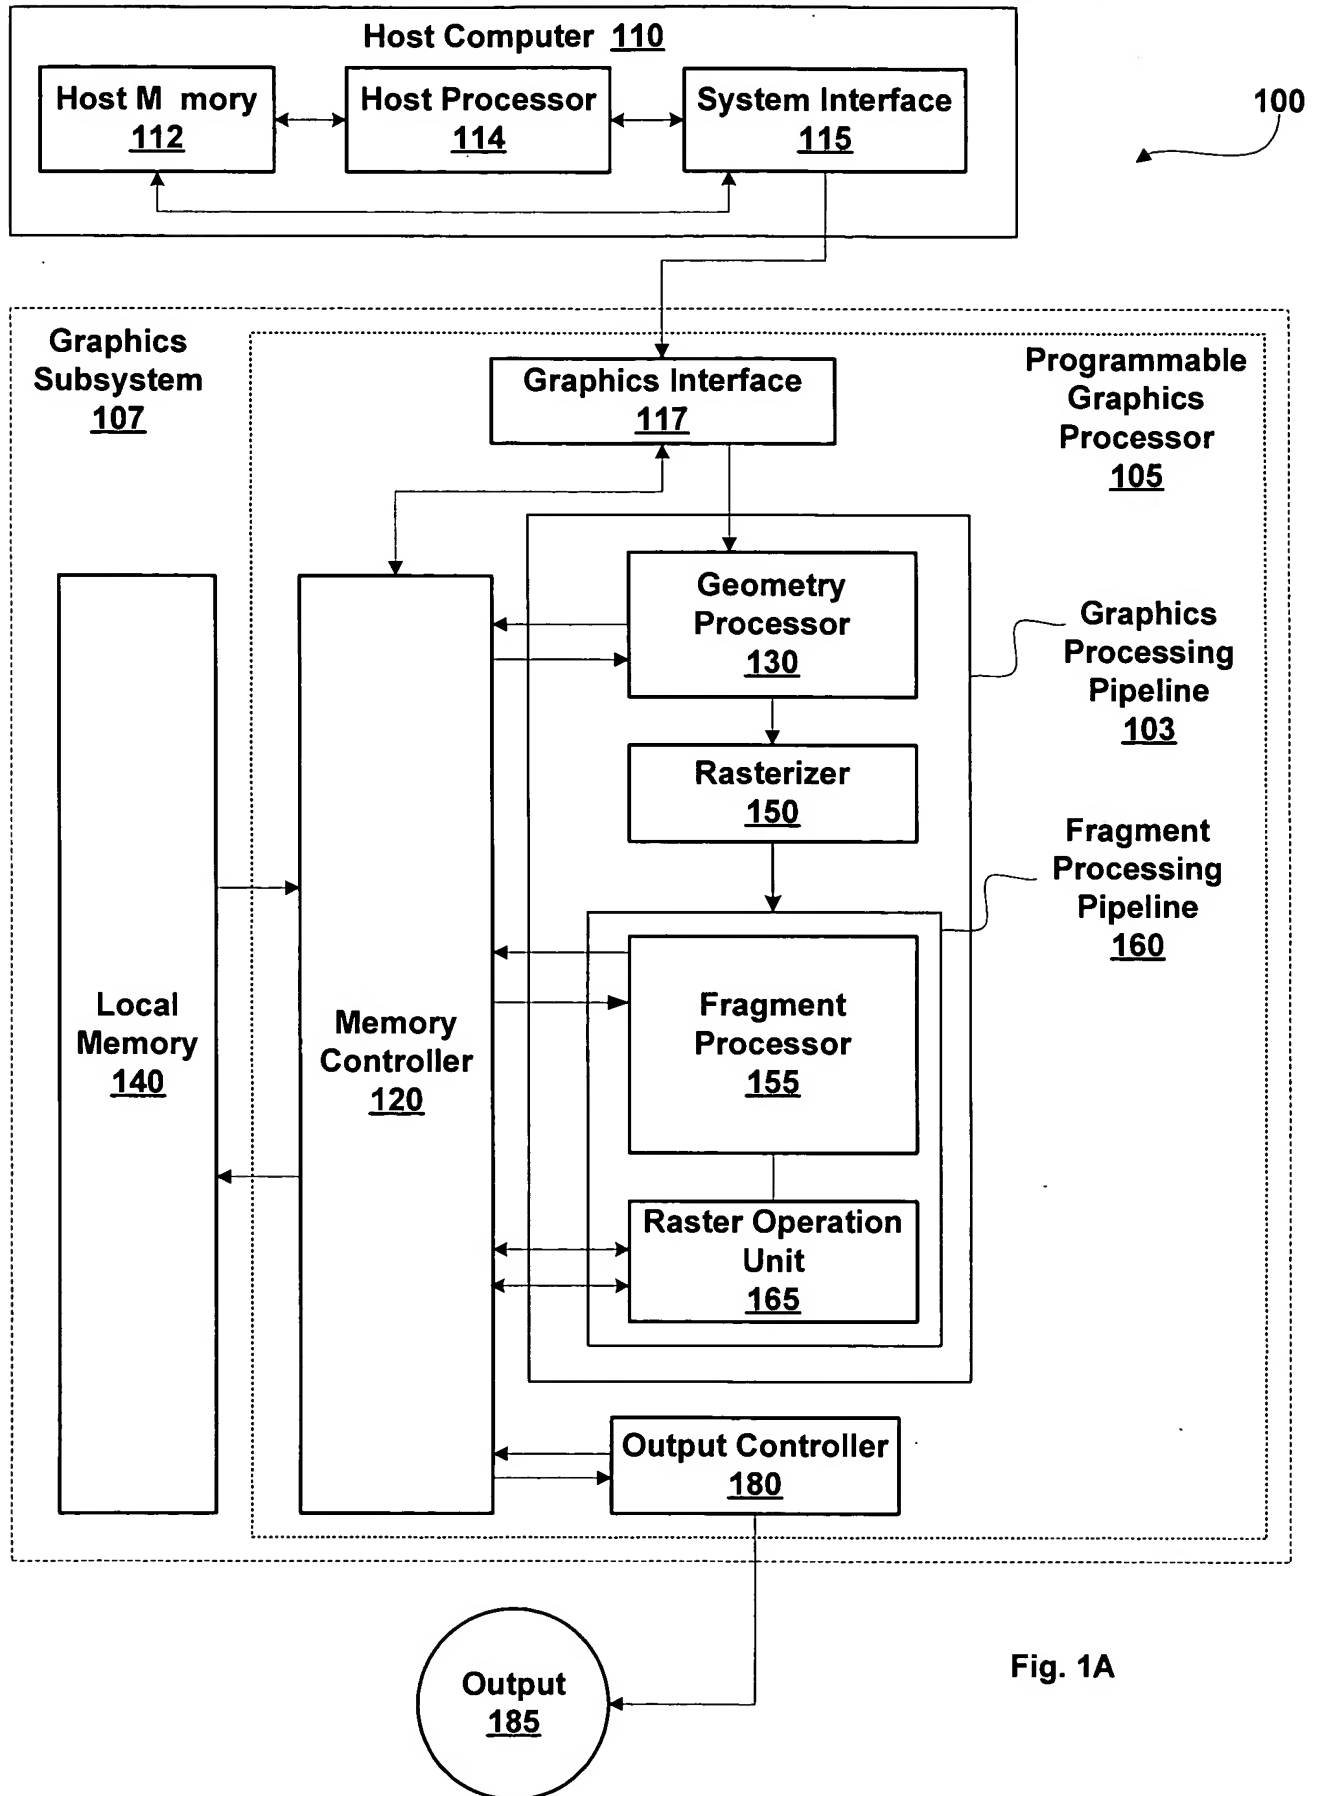 Host Computer 110
Host M mory
112
Host Processor
114
System Interface
115
100
Graphics
Subsystem
107
Graphics Interface
117
Programmable
Graphics
Processor
105
Geometry
Processor
130
Graphics
Processing
Pipeline
103
Rasterizer
150
Fragment
Processing
Pipeline
160
Local
Memory
140
Memory
Controller
120
Fragment
Processor
155
Raster Operation
Unit
165
Output Controller
180
Output
185
Fig. 1A